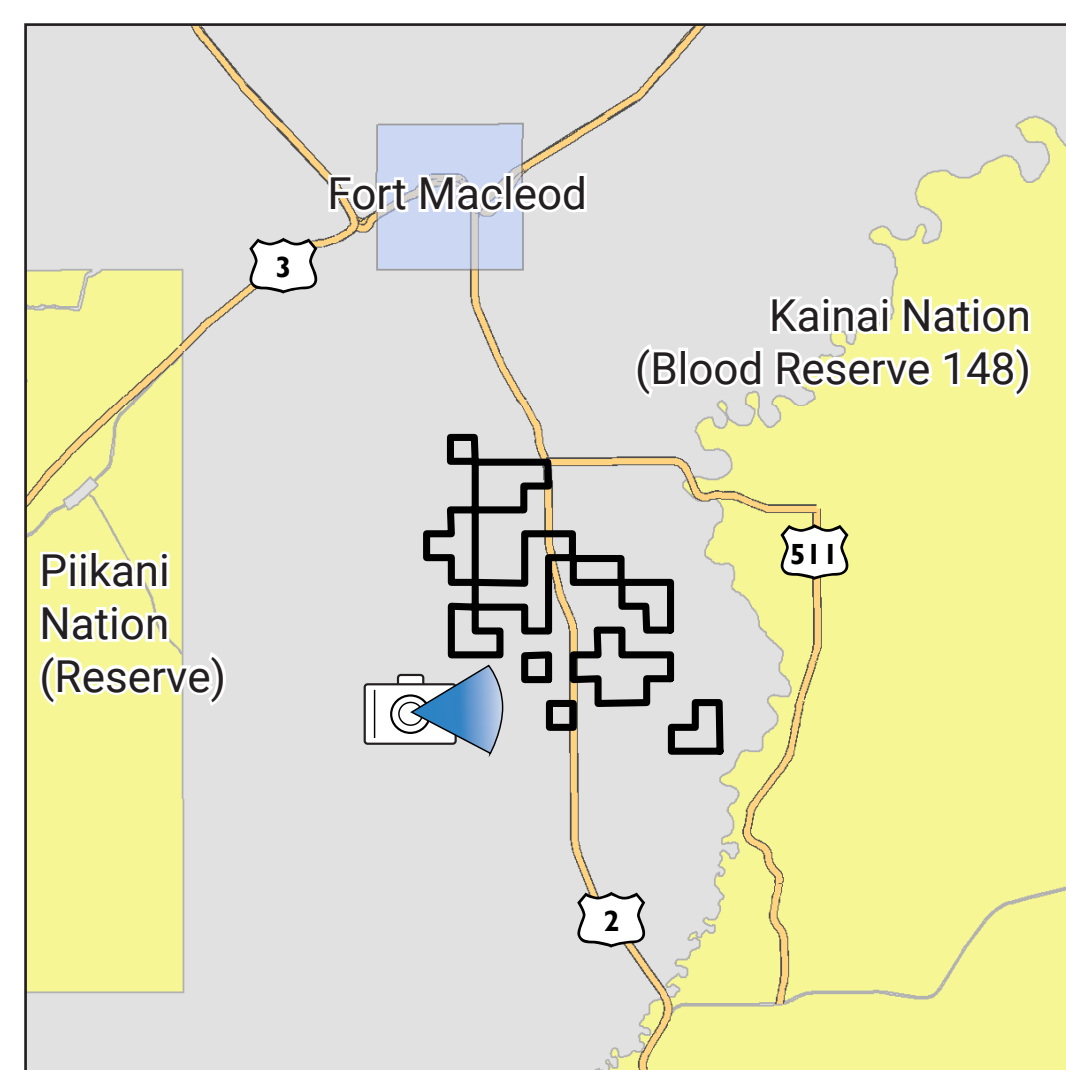 Fort Macleod
3
Kainai Nation
(Blood Reserve 148)
511
Piikani
Nation
(Reserve)
2